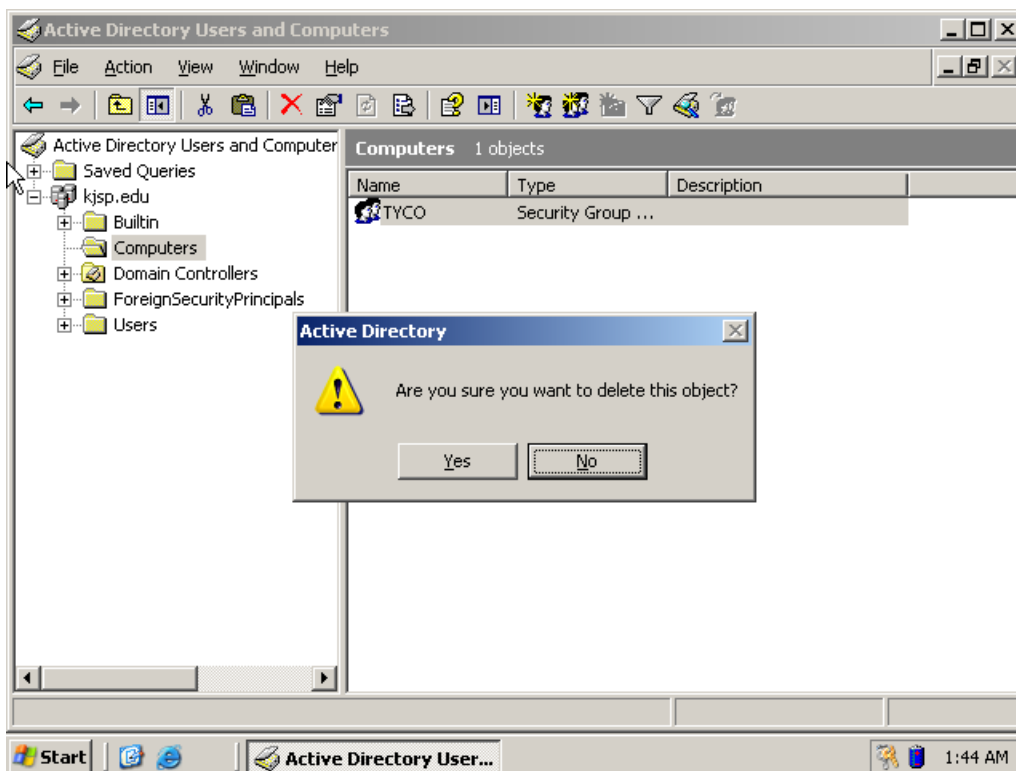 Active Directory Users and Computers
File Action View Window Help
Active Directory Users and Computer
Saved Queries
kjsp.edu
Builtin
Computers
Domain Controllers
ForeignSecurityPrincipals
Users
Computers 1 objects
Name Type Description
TYCO Security Group ...
Active Directory
Are you sure you want to delete this object?
Yes No
Start Active Directory User... 1:44 AM